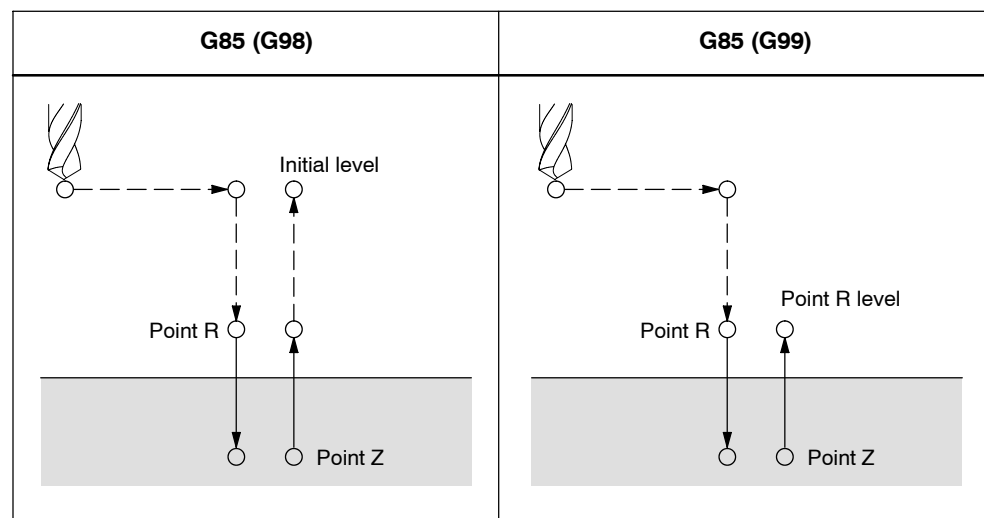 G85 (G98)
G85 (G99)
Initial level
Point R
Point Z
Point R level
Point R
Point Z